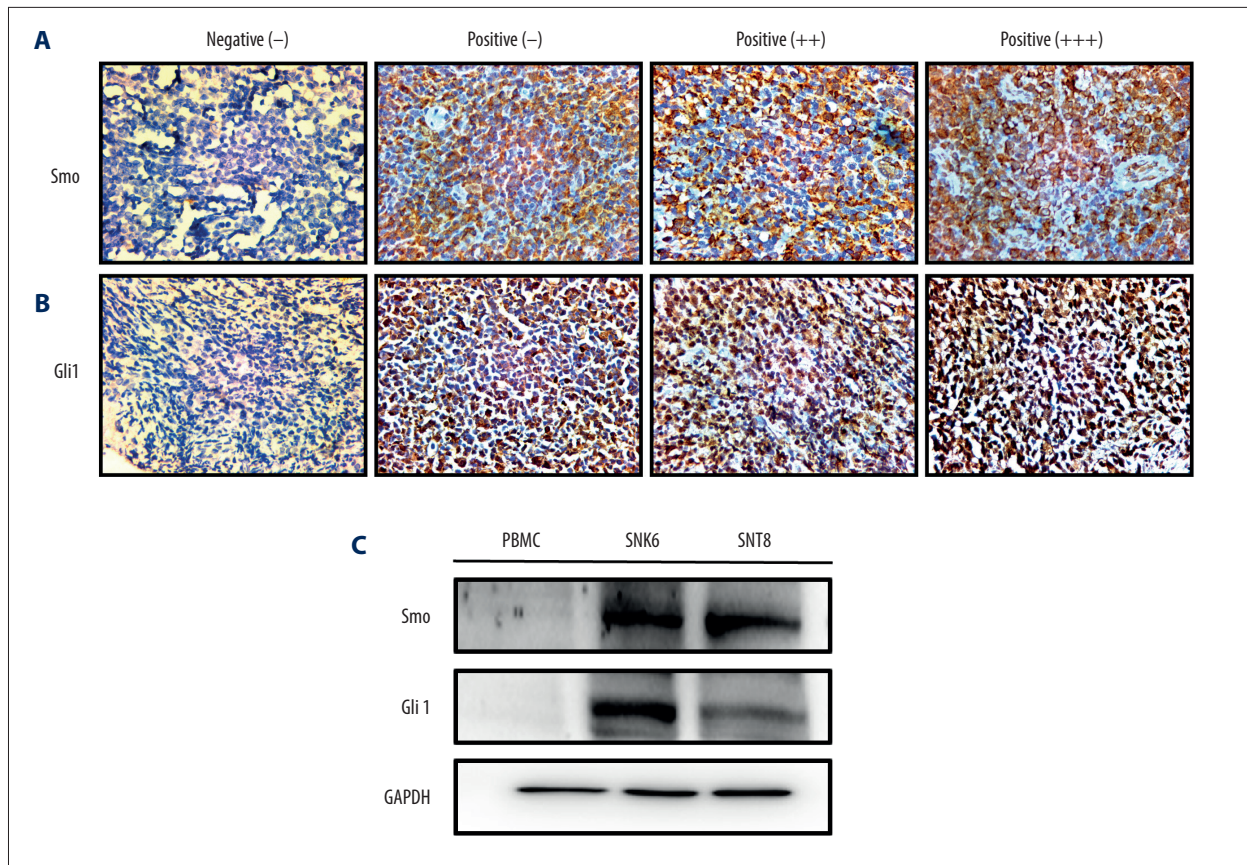 A
Negative (–)
Positive (–)
Positive (++)
Positive (+++)
Smo
B
Gli1
C
PBMC
SNK6
SNT8
Smo
Gli 1
GAPDH